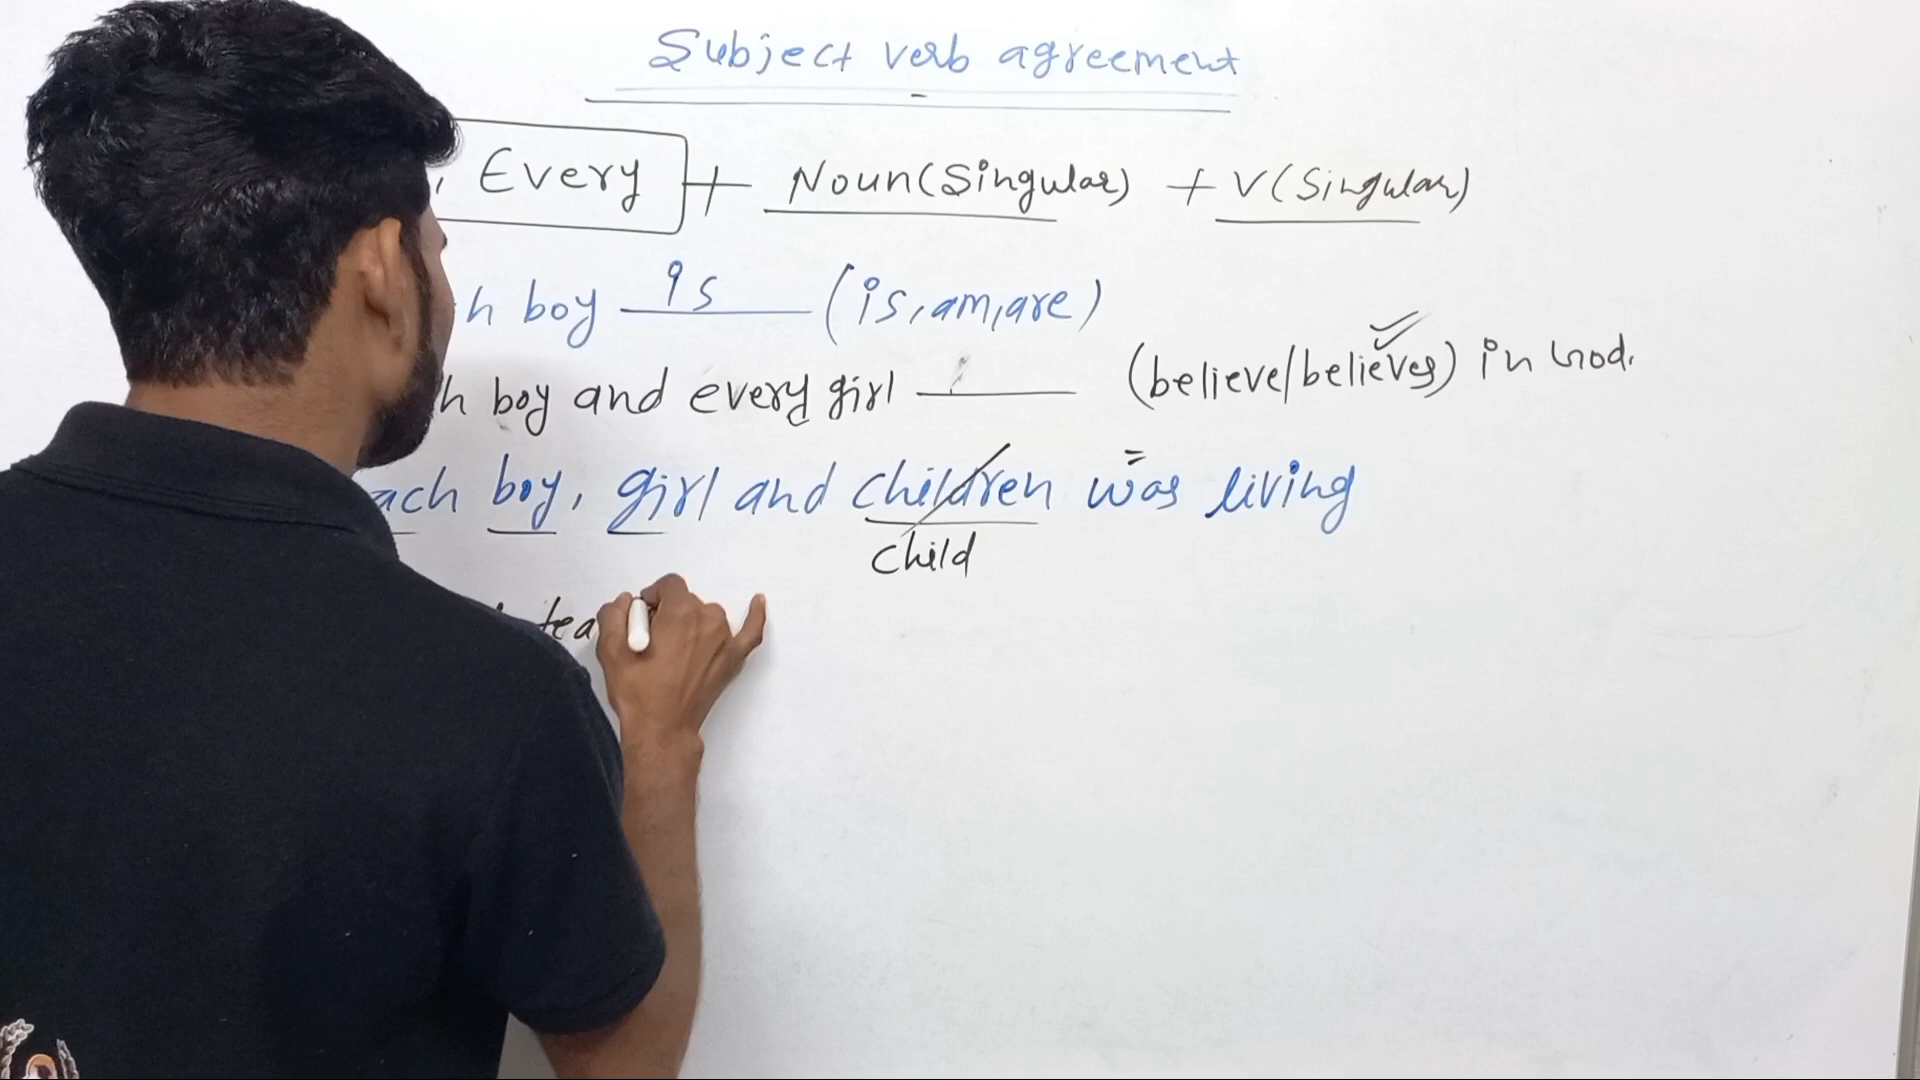 Subject verb agreement
, Every + Noun(Singular) + V(Singular)
h boy is (is, am, are)
h boy and every girl (believe/believes) in God.
ach boy, girl and children was living
child
tea